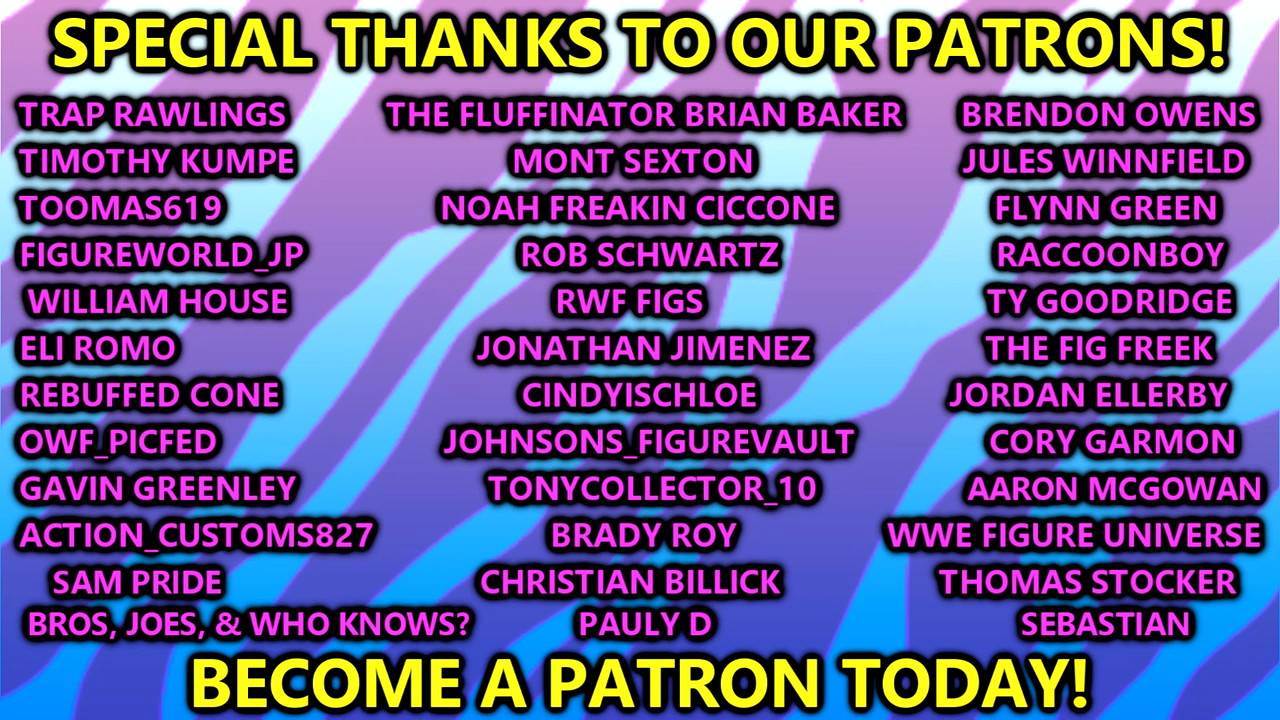 SPECIAL THANKS TO OUR PATRONS!
TRAP RAWLINGS THE FLUFFINATOR BRIAN BAKER BRENDON OWENS
TIMOTHY KUMPE MONT SEXTON JULES WINNFIELD
TOOMAS619 NOAH FREAKIN CICCONE FLYNN GREEN
FIGUREWORLD_JP ROB SCHWARTZ RACCOONBOY
WILLIAM HOUSE RWF FIGS TY GOODRIDGE
ELI ROMO JONATHAN JIMENEZ THE FIG FREEK
REBUFFED CONE CINDYISCHLOE JORDAN ELLERBY
OWF_PICFED JOHNSONS_FIGUREVAULT CORY GARMON
GAVIN GREENLEY TONYCOLLECTOR_10 AARON MCGOWAN
ACTION_CUSTOMS827 BRADY ROY WWE FIGURE UNIVERSE
SAM PRIDE CHRISTIAN BILLICK THOMAS STOCKER
BROS, JOES, & WHO KNOWS? PAULY D SEBASTIAN
BECOME A PATRON TODAY!